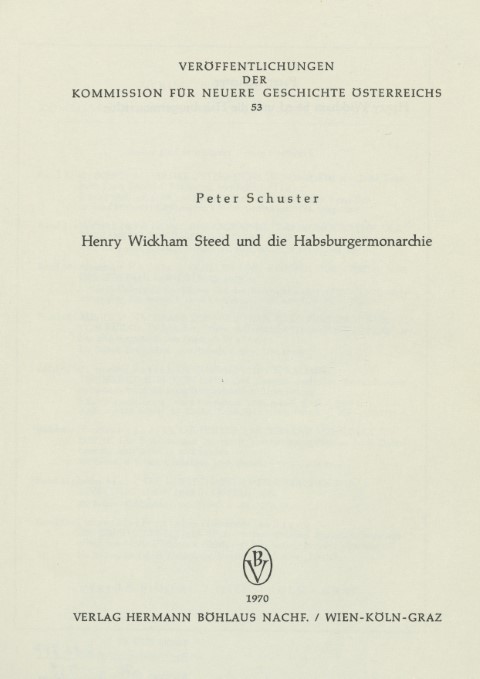 VERÖFFENTLICHUNGEN
DER
KOMMISSION FÜR NEUERE GESCHICHTE ÖSTERREICHS
53
Peter Schuster
Henry Wickham Steed und die Habsburgermonarchie
BV
1970
VERLAG HERMANN BÖHLAUS NACHF. / WIEN-KÖLN-GRAZ